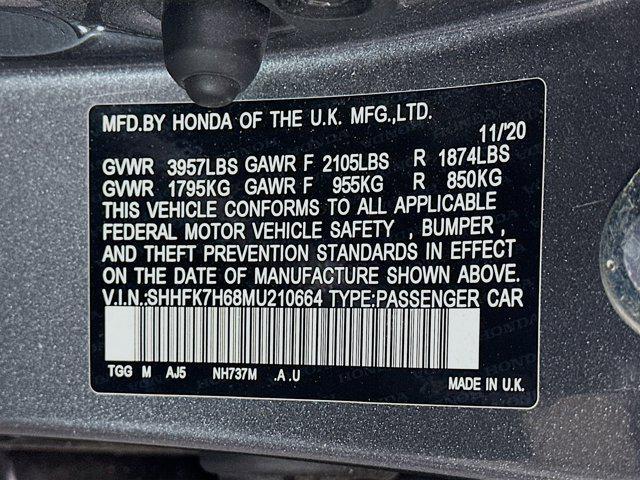 MFD.BY HONDA OF THE U.K. MFG.,LTD.
11/'20
GVWR 3957LBS GAWR F 2105LBS R 1874LBS
GVWR 1795KG GAWR F 955KG R 850KG
THIS VEHICLE CONFORMS TO ALL APPLICABLE
FEDERAL MOTOR VEHICLE SAFETY , BUMPER ,
AND THEFT PREVENTION STANDARDS IN EFFECT
ON THE DATE OF MANUFACTURE SHOWN ABOVE.
V.I.N.:SHHFK7H68MU210664 TYPE:PASSENGER CAR
TGG M AJ5 NH737M .A .U
MADE IN U.K.